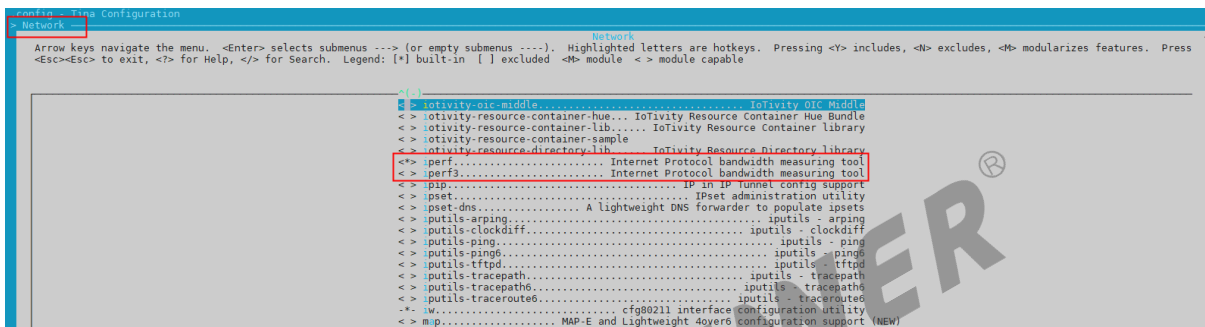 config - Tina Configuration
> Network
Network
Arrow keys navigate the menu. <Enter> selects submenus ---> (or empty submenus ----). Highlighted letters are hotkeys. Pressing <Y> includes, <N> excludes, <M> modularizes features. Press
<Esc><Esc> to exit, <?> for Help, </> for Search. Legend: [*] built-in [ ] excluded <M> module < > module capable
^(-)
< > iotivity-oic-middle................................ IoTivity OIC Middle
< > iotivity-resource-container-hue... IoTivity Resource Container Hue Bundle
< > iotivity-resource-container-lib...... IoTivity Resource Container library
< > iotivity-resource-container-sample
< > iotivity-resource-directory-lib...... IoTivity Resource Directory library
<*> iperf........................ Internet Protocol bandwidth measuring tool
< > iperf3....................... Internet Protocol bandwidth measuring tool
< > ipip..................................... IP in IP Tunnel config support
< > ipset...................................... IPset administration utility
< > ipset-dns................ A lightweight DNS forwarder to populate ipsets
< > iputils-arping......................................... iputils - arping
< > iputils-clockdiff................................... iputils - clockdiff
< > iputils-ping............................................. iputils - ping
< > iputils-ping6........................................... iputils - ping6
< > iputils-tftpd........................................... iputils - tftpd
< > iputils-tracepath................................... iputils - tracepath
< > iputils-tracepath6................................. iputils - tracepath6
< > iputils-traceroute6............................... iputils - traceroute6
-*- iw............................. cfg80211 interface configuration utility
< > map.................. MAP-E and Lightweight 4over6 configuration support (NEW)